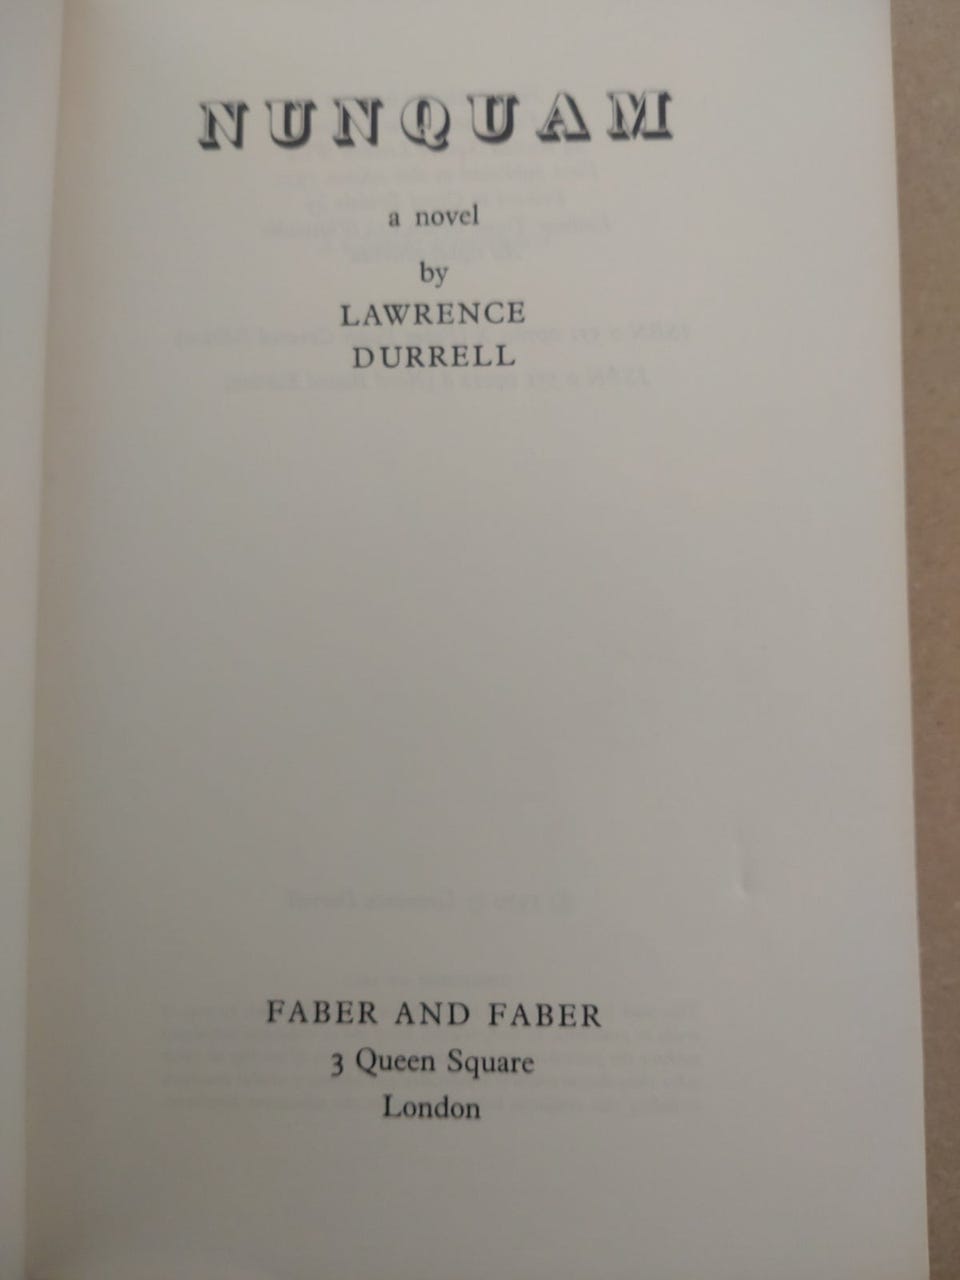 NUNQUAM
a novel
by
LAWRENCE
DURRELL
FABER AND FABER
3 Queen Square
London